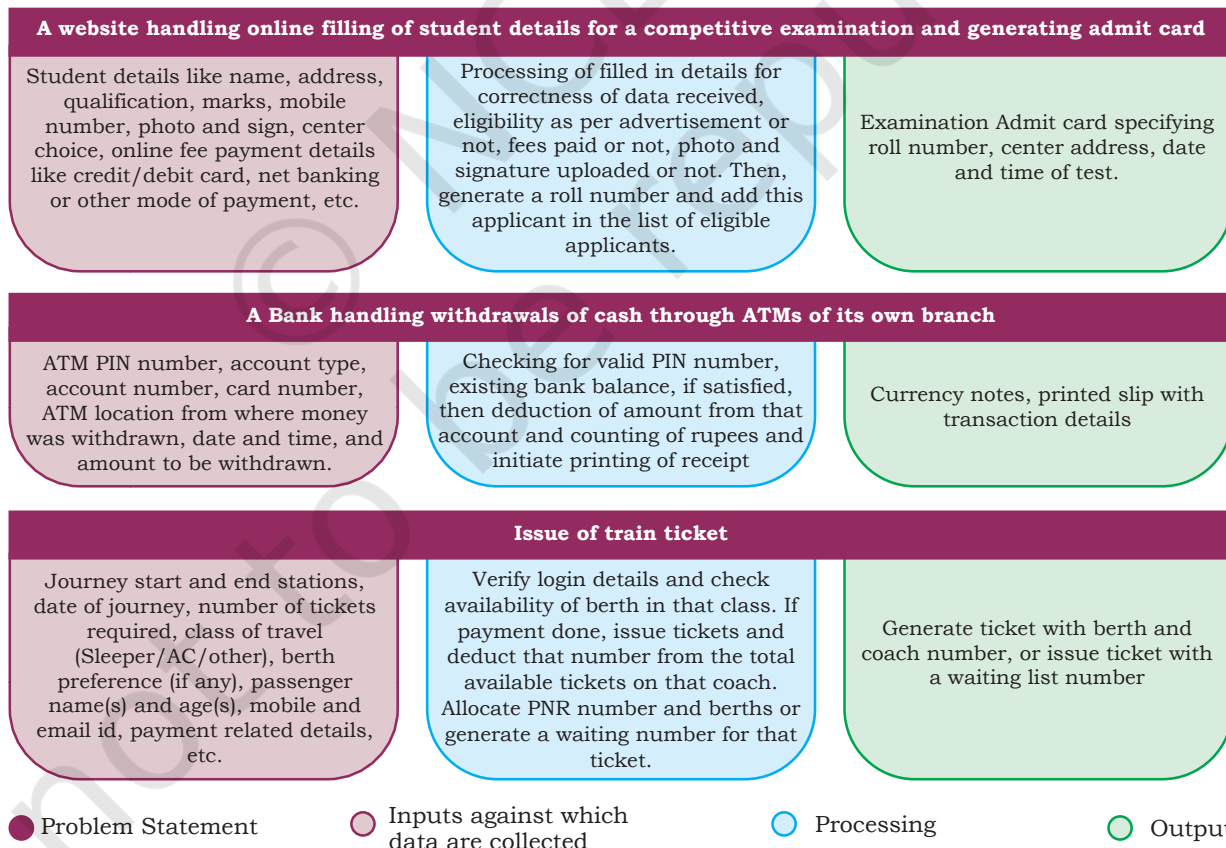 A website handling online filling of student details for a competitive examination and generating admit card
Student details like name, address,
qualification, marks, mobile
number, photo and sign, center
choice, online fee payment details
like credit/debit card, net banking
or other mode of payment, etc.
Processing of filled in details for
correctness of data received,
eligibility as per advertisement or
not, fees paid or not, photo and
signature uploaded or not. Then,
generate a roll number and add this
applicant in the list of eligible
applicants.
Examination Admit card specifying
roll number, center address, date
and time of test.
A Bank handling withdrawals of cash through ATMs of its own branch
ATM PIN number, account type,
account number, card number,
ATM location from where money
was withdrawn, date and time, and
amount to be withdrawn.
Checking for valid PIN number,
existing bank balance, if satisfied,
then deduction of amount from that
account and counting of rupees and
initiate printing of receipt
Currency notes, printed slip with
transaction details
Issue of train ticket
Journey start and end stations,
date of journey, number of tickets
required, class of travel
(Sleeper/AC/other), berth
preference (if any), passenger
name(s) and age(s), mobile and
email id, payment related details,
etc.
Verify login details and check
availability of berth in that class. If
payment done, issue tickets and
deduct that number from the total
available tickets on that coach.
Allocate PNR number and berths or
generate a waiting number for that
ticket.
Generate ticket with berth and
coach number, or issue ticket with
a waiting list number
Problem Statement
Inputs against which
data are collected
Processing
Output
© NC
not to be repu